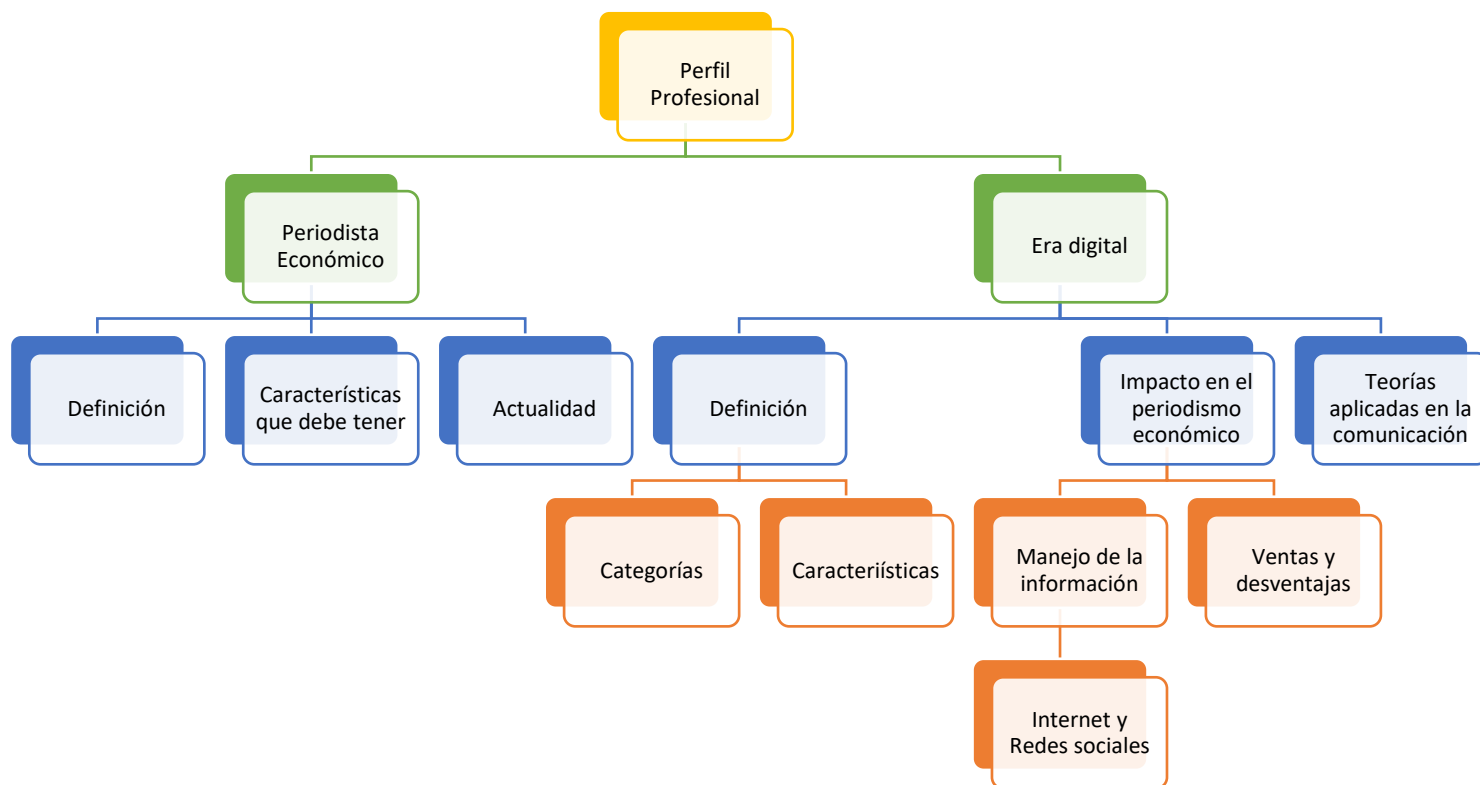 Perfil
Profesional
Periodista
Económico
Era digital
Definición
Características
que debe tener
Actualidad
Definición
Impacto en el
periodismo
económico
Teorías
aplicadas en la
comunicación
Categorías
Caracteriísticas
Manejo de la
información
Ventas y
desventajas
Internet y
Redes sociales